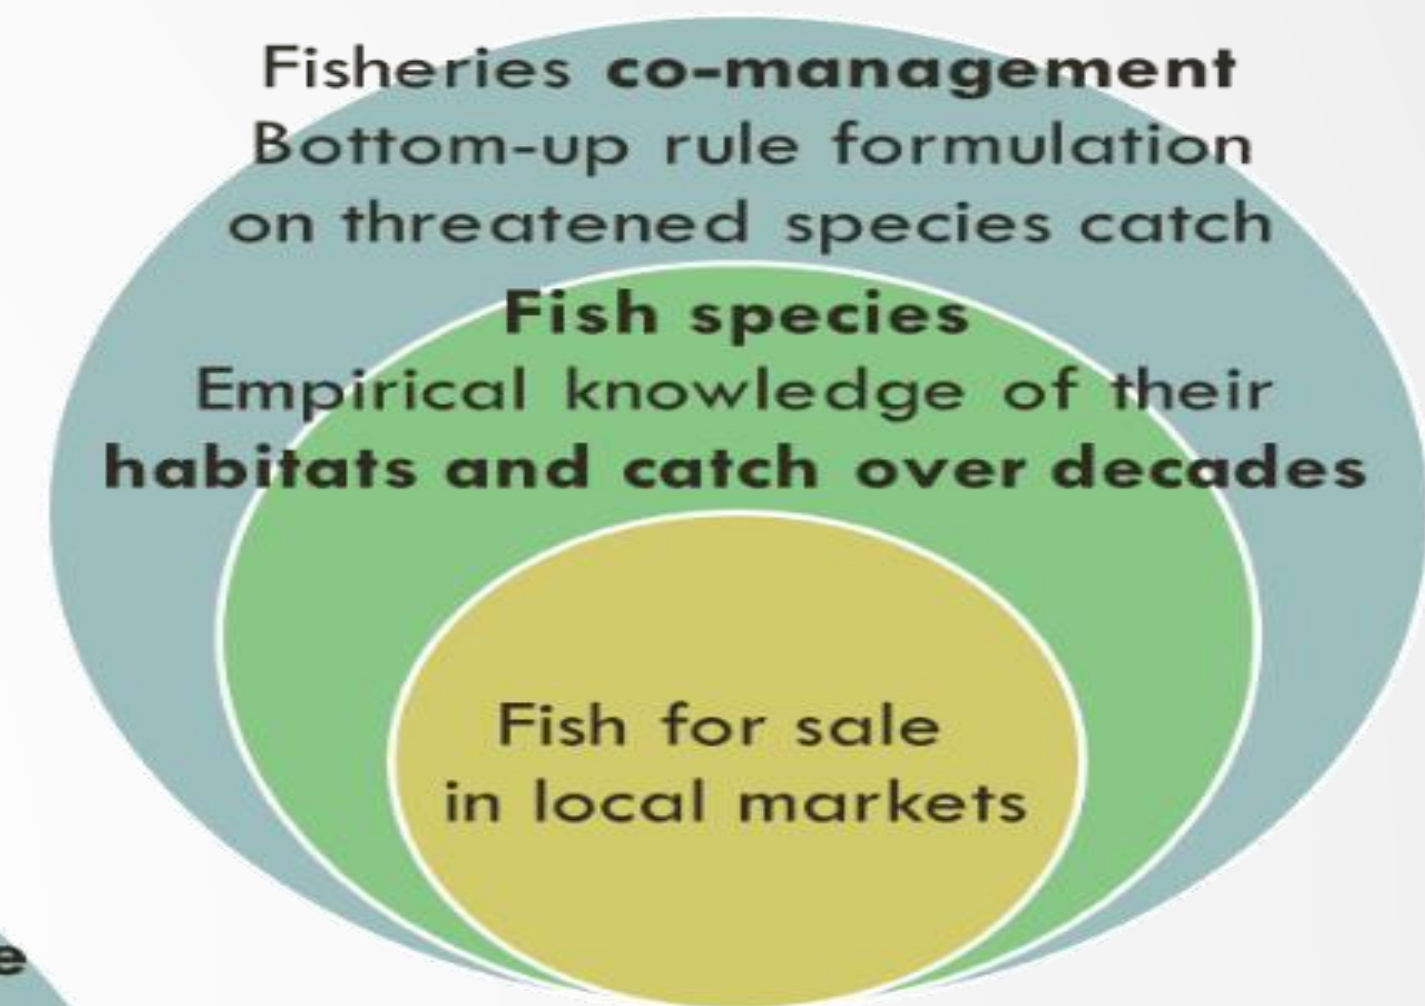 Fisheries co-management
Bottom-up rule formulation
on threatened species catch
Fish species
Empirical knowledge of their
habitats and catch over decades
Fish for sale
in local markets